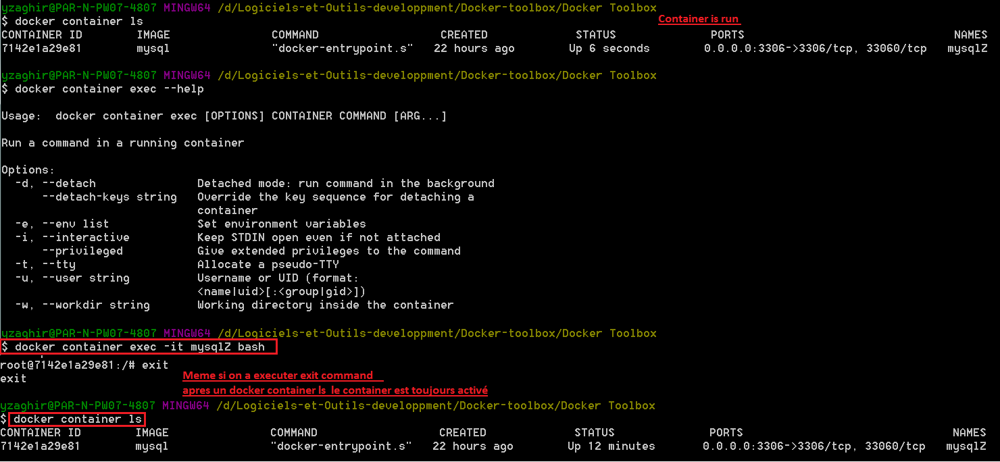 yzaghir@PAR-N-PW07-4807 MINGW64 /d/Logiciels-et-Outils-developpment/Docker-toolbox/Docker Toolbox
$ docker container ls
Container is run
CONTAINER ID IMAGE COMMAND CREATED STATUS PORTS NAMES
7142e1a29e81 mysql "docker-entrypoint.s" 22 hours ago Up 6 seconds 0.0.0.0:3306->3306/tcp, 33060/tcp mysqlZ
yzaghir@PAR-N-PW07-4807 MINGW64 /d/Logiciels-et-Outils-developpment/Docker-toolbox/Docker Toolbox
$ docker container exec --help
Usage: docker container exec [OPTIONS] CONTAINER COMMAND [ARG...]
Run a command in a running container
Options:
-d, --detach Detached mode: run command in the background
--detach-keys string Override the key sequence for detaching a
container
-e, --env list Set environment variables
-i, --interactive Keep STDIN open even if not attached
--privileged Give extended privileges to the command
-t, --tty Allocate a pseudo-TTY
-u, --user string Username or UID (format:
<name|uid>[:<group|gid>])
-w, --workdir string Working directory inside the container
yzaghir@PAR-N-PW07-4807 MINGW64 /d/Logiciels-et-Outils-developpment/Docker-toolbox/Docker Toolbox
$ docker container exec -it mysqlZ bash
root@7142e1a29e81:/# exit
exit
Meme si on a executer exit command
apres un docker container ls le container est toujours activé
yzaghir@PAR-N-PW07-4807 MINGW64 /d/Logiciels-et-Outils-developpment/Docker-toolbox/Docker Toolbox
$ docker container ls
CONTAINER ID IMAGE COMMAND CREATED STATUS PORTS NAMES
7142e1a29e81 mysql "docker-entrypoint.s" 22 hours ago Up 12 minutes 0.0.0.0:3306->3306/tcp, 33060/tcp mysqlZ